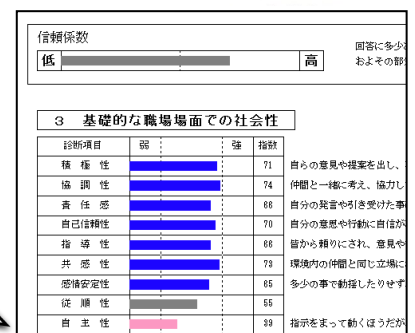 信頼係数
低 高
回答に多少
およその部
3 基礎的な職場場面での社会性
診断項目 弱 強 指数
積極性 71 自らの意見や提案を出し、
協調性 74 仲間と一緒に考え、協力し
責任感 66 自分の発言や引き受けた事
自己信頼性 70 自分の意思や行動に自信が
指導性 66 皆から頼りにされ、意見や
共感性 73 環境内の仲間と同じ立場に
感情安定性 65 多少の事で動揺したりせず
従順性 55
自主性 39 指示をまって動くほうだが